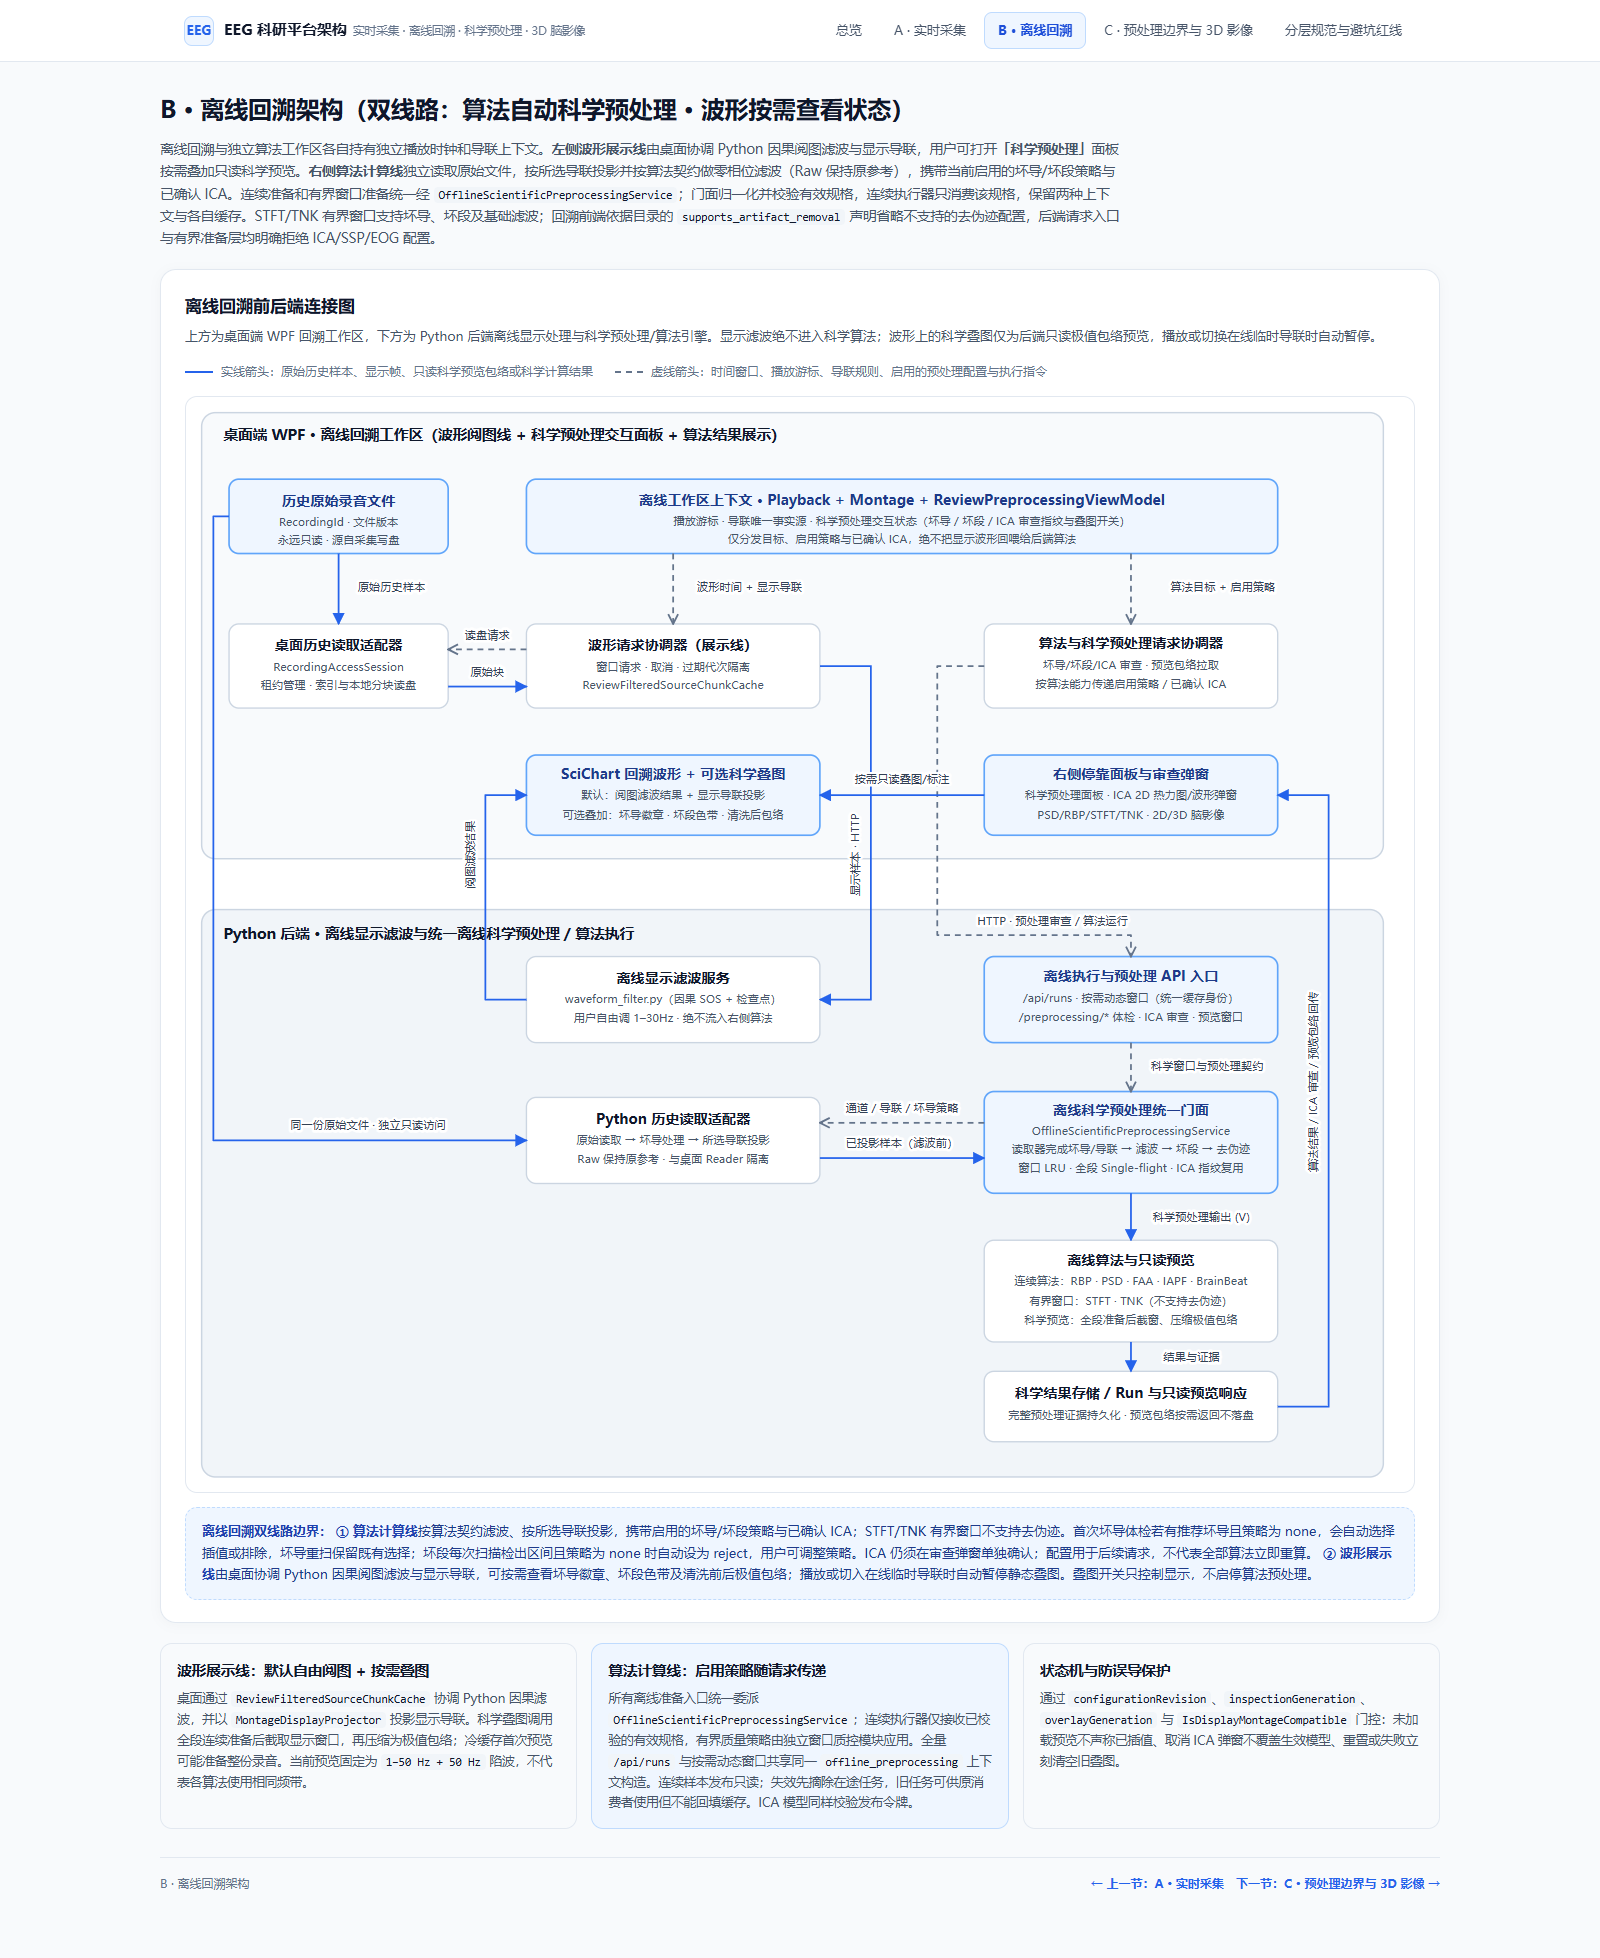 EEG EEG 科研平台架构 实时采集 · 离线回溯 · 科学预处理 · 3D 脑影像
总览 A · 实时采集 B · 离线回溯 C · 预处理边界与 3D 影像 分层规范与避坑红线
B · 离线回溯架构（双线路：算法自动科学预处理 · 波形按需查看状态）
离线回溯与独立算法工作区各自持有独立播放时钟和导联上下文。左侧波形展示线由桌面协调 Python 因果阅图滤波与显示导联，用户可打开「科学预处理」面板
按需叠加只读科学预览。右侧算法计算线独立读取原始文件，按所选导联投影并按算法契约做零相位滤波（Raw 保持原参考），携带当前启用的坏导/坏段策略与
已确认 ICA。连续准备和有界窗口准备统一经 OfflineScientificPreprocessingService ；门面归一化并校验有效规格，连续执行器只消费该规格，保留两种上下
文与各自缓存。STFT/TNK 有界窗口支持坏导、坏段及基础滤波；回溯前端依据目录的 supports_artifact_removal 声明省略不支持的去伪迹配置，后端请求入口
与有界准备层均明确拒绝 ICA/SSP/EOG 配置。
离线回溯前后端连接图
上方为桌面端 WPF 回溯工作区，下方为 Python 后端离线显示处理与科学预处理/算法引擎。显示滤波绝不进入科学算法；波形上的科学叠图仅为后端只读极值包络预览，播放或切换在线临时导联时自动暂停。
实线箭头：原始历史样本、显示帧、只读科学预览包络或科学计算结果 虚线箭头：时间窗口、播放游标、导联规则、启用的预处理配置与执行指令
桌面端 WPF · 离线回溯工作区（波形阅图线 + 科学预处理交互面板 + 算法结果展示）
历史原始录音文件
RecordingId · 文件版本
永远只读 · 源自采集写盘
离线工作区上下文 · Playback + Montage + ReviewPreprocessingViewModel
播放游标 · 导联唯一事实源 · 科学预处理交互状态（坏导 / 坏段 / ICA 审查指纹与叠图开关）
仅分发目标、启用策略与已确认 ICA，绝不把显示波形回喂给后端算法
原始历史样本
波形时间 + 显示导联
算法目标 + 启用策略
桌面历史读取适配器
RecordingAccessSession
租约管理 · 索引与本地分块读盘
读盘请求
原始块
波形请求协调器（展示线）
窗口请求 · 取消 · 过期代次隔离
ReviewFilteredSourceChunkCache
算法与科学预处理请求协调器
坏导/坏段/ICA 审查 · 预览包络拉取
按算法能力传递启用策略 / 已确认 ICA
SciChart 回溯波形 + 可选科学叠图
默认：阅图滤波结果 + 显示导联投影
可选叠加：坏导徽章 · 坏段色带 · 清洗后包络
按需只读叠图/标注
右侧停靠面板与审查弹窗
科学预处理面板 · ICA 2D 热力图/波形弹窗
PSD/RBP/STFT/TNK · 2D/3D 脑影像
阅图滤波结果
显示样本 · HTTP
Python 后端 · 离线显示滤波与统一离线科学预处理 / 算法执行
HTTP · 预处理审查 / 算法运行
离线显示滤波服务
waveform_filter.py（因果 SOS + 检查点）
用户自由调 1–30Hz · 绝不流入右侧算法
离线执行与预处理 API 入口
/api/runs · 按需动态窗口（统一缓存身份）
/preprocessing/* 体检 · ICA 审查 · 预览窗口
科学窗口与预处理契约
算法结果 / ICA 审查 / 预览包络回传
同一份原始文件 · 独立只读访问
Python 历史读取适配器
原始读取 → 坏导处理 → 所选导联投影
Raw 保持原参考 · 与桌面 Reader 隔离
通道 / 导联 / 坏导策略
已投影样本（滤波前）
离线科学预处理统一门面
OfflineScientificPreprocessingService
读取器完成坏导/导联 → 滤波 → 坏段 → 去伪迹
窗口 LRU · 全段 Single-flight · ICA 指纹复用
科学预处理输出 (V)
离线算法与只读预览
连续算法：RBP · PSD · FAA · IAPF · BrainBeat
有界窗口：STFT · TNK（不支持去伪迹）
科学预览：全段准备后截窗、压缩极值包络
结果与证据
科学结果存储 / Run 与只读预览响应
完整预处理证据持久化 · 预览包络按需返回不落盘
离线回溯双线路边界： ① 算法计算线按算法契约滤波、按所选导联投影，携带启用的坏导/坏段策略与已确认 ICA；STFT/TNK 有界窗口不支持去伪迹。首次坏导体检若有推荐坏导且策略为 none，会自动选择
插值或排除，坏导重扫保留既有选择；坏段每次扫描检出区间且策略为 none 时自动设为 reject，用户可调整策略。ICA 仍须在审查弹窗单独确认；配置用于后续请求，不代表全部算法立即重算。 ② 波形展示
线由桌面协调 Python 因果阅图滤波与显示导联，可按需查看坏导徽章、坏段色带及清洗前后极值包络；播放或切入在线临时导联时自动暂停静态叠图。叠图开关只控制显示，不启停算法预处理。
波形展示线：默认自由阅图 + 按需叠图
桌面通过 ReviewFilteredSourceChunkCache 协调 Python 因果滤
波，并以 MontageDisplayProjector 投影显示导联。科学叠图调用
全段连续准备后截取显示窗口，再压缩为极值包络；冷缓存首次预览
可能准备整份录音。当前预览固定为 1–50 Hz + 50 Hz 陷波，不代
表各算法使用相同频带。
算法计算线：启用策略随请求传递
所有离线准备入口统一委派
OfflineScientificPreprocessingService ；连续执行器仅接收已校
验的有效规格，有界质量策略由独立窗口质控模块应用。全量
/api/runs 与按需动态窗口共享同一 offline_preprocessing 上下
文构造。连续样本发布只读；失效先摘除在途任务，旧任务可供原消
费者使用但不能回填缓存。ICA 模型同样校验发布令牌。
状态机与防误导保护
通过 configurationRevision 、 inspectionGeneration 、
overlayGeneration 与 IsDisplayMontageCompatible 门控：未加
载预览不声称已插值、取消 ICA 弹窗不覆盖生效模型、重置或失败立
刻清空旧叠图。
B · 离线回溯架构
← 上一节：A · 实时采集 下一节：C · 预处理边界与 3D 影像 →